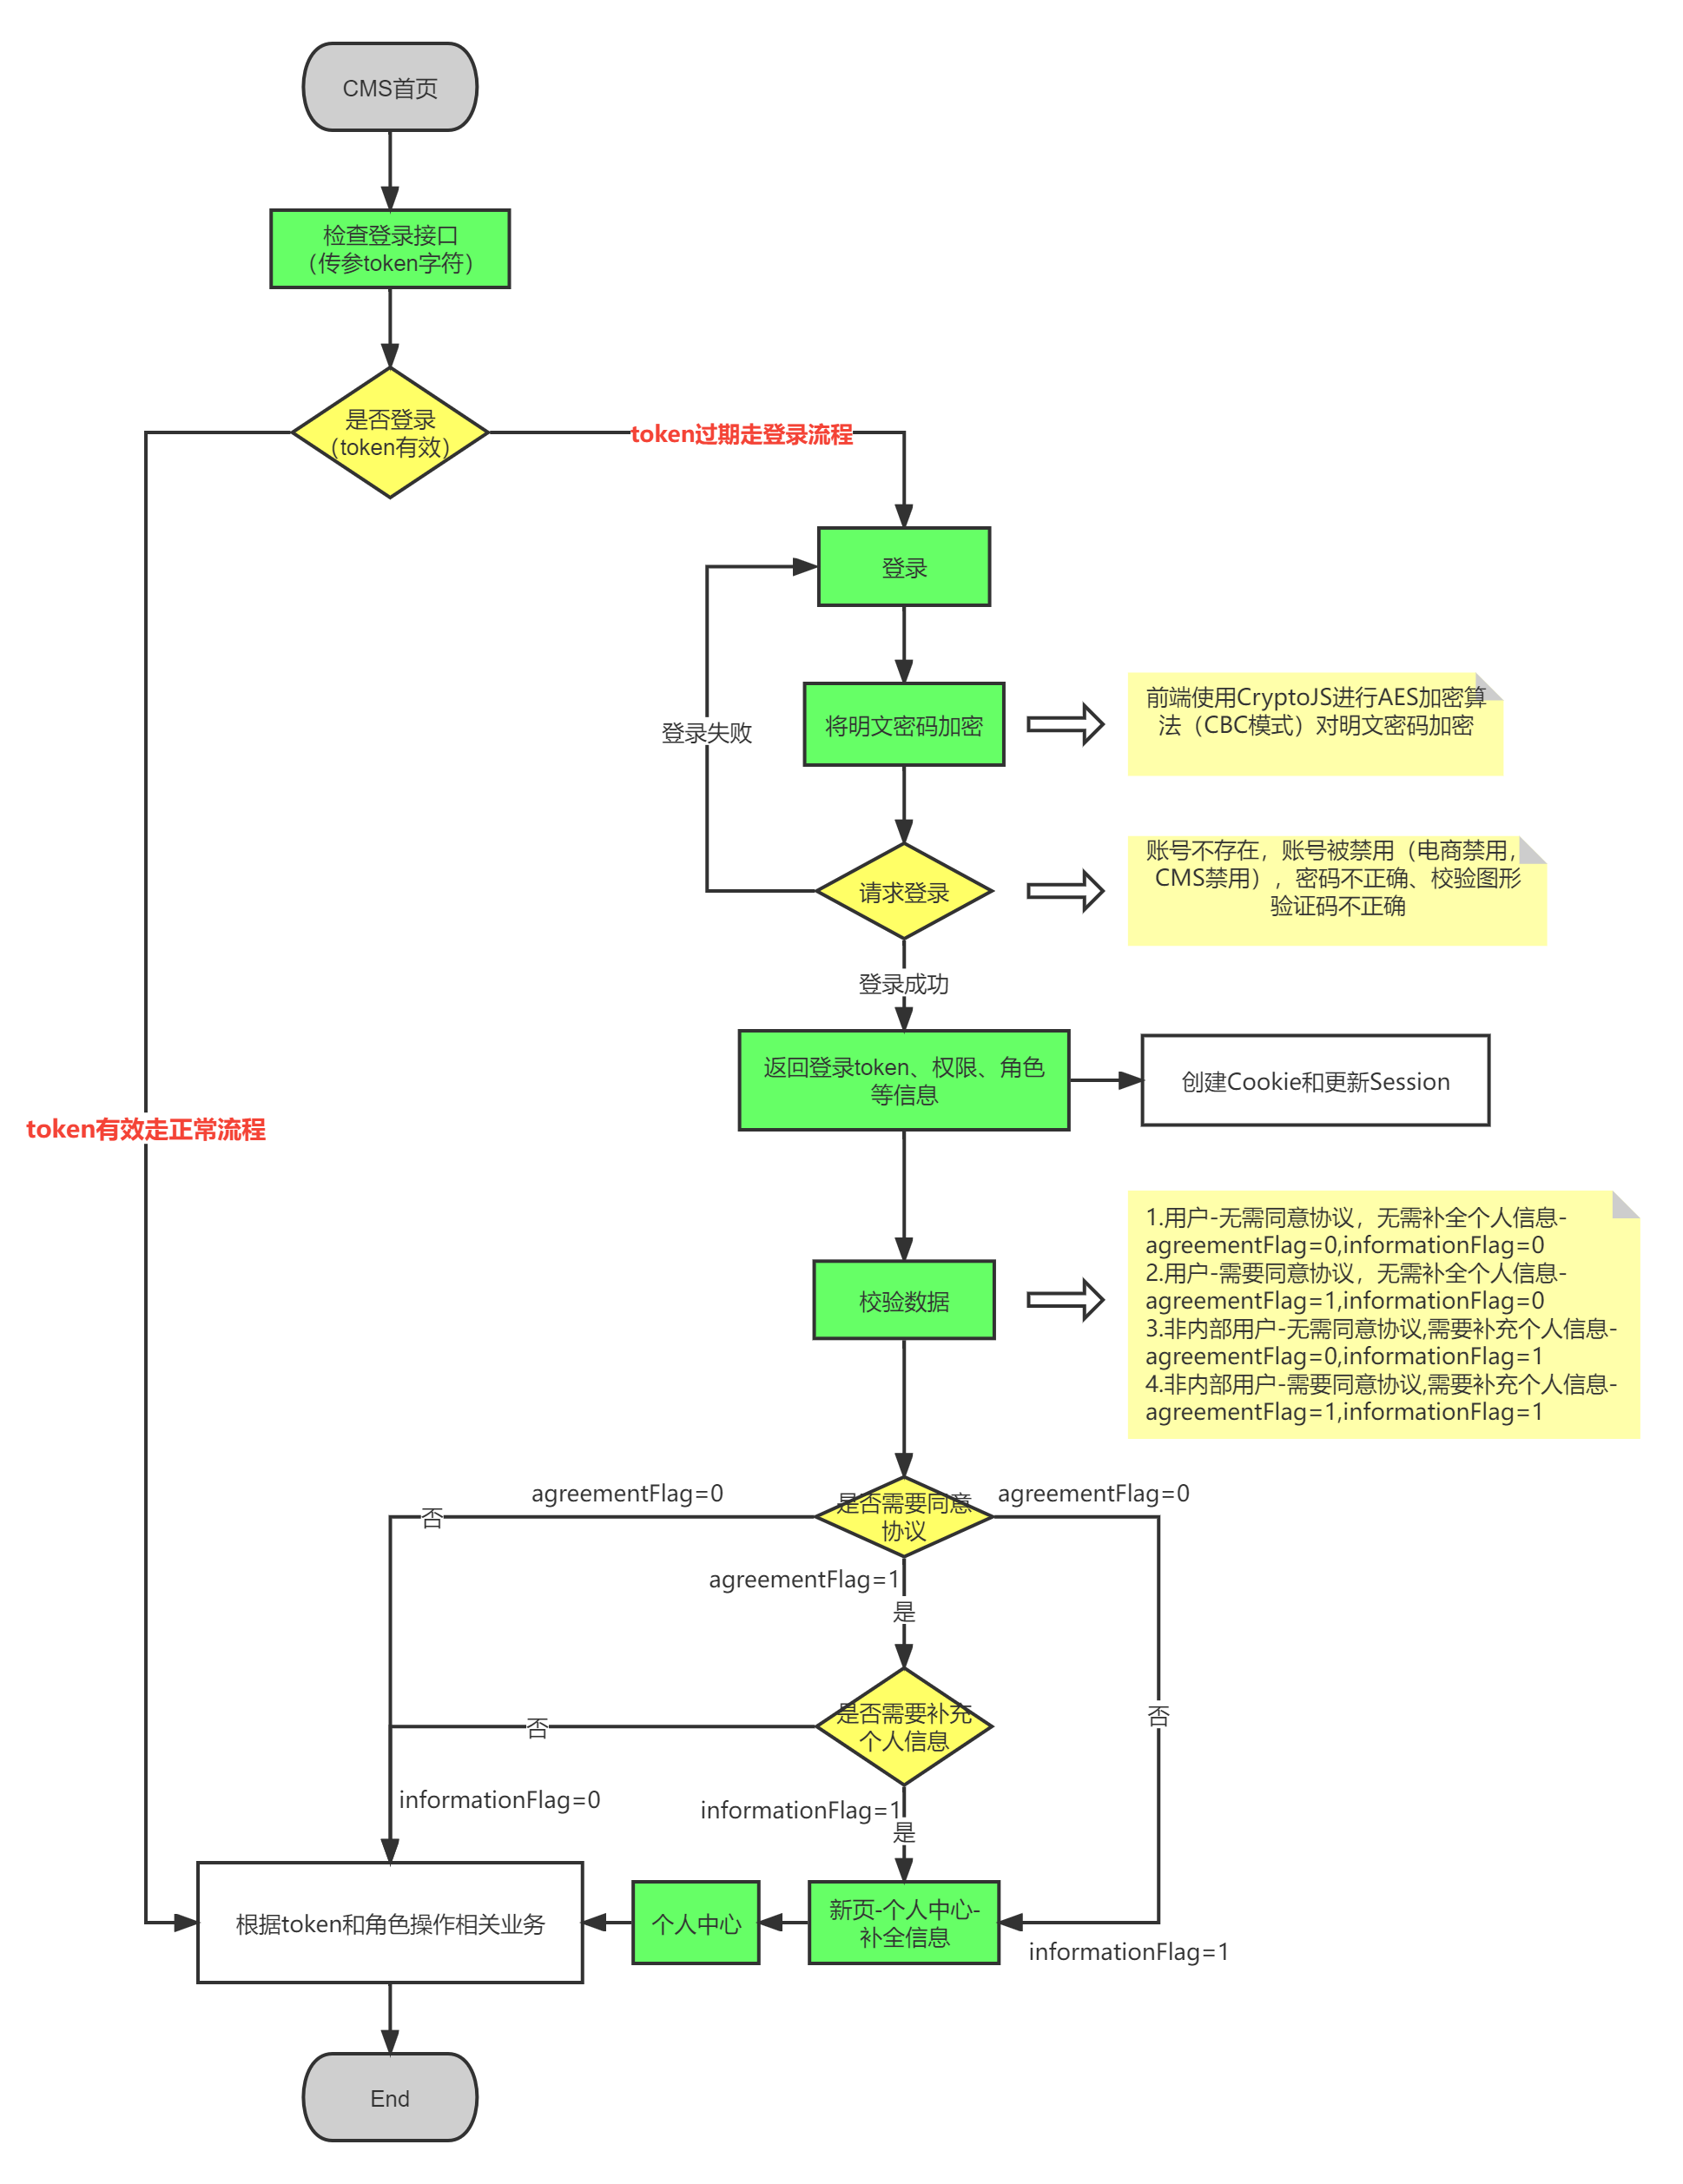 CMS首页
检查登录接口
（传参token字符）
是否登录
（token有效）
token过期走登录流程
登录
登录失败
将明文密码加密
前端使用CryptoJS进行AES加密算
法（CBC模式）对明文密码加密
请求登录
账号不存在，账号被禁用（电商禁用，
CMS禁用），密码不正确、校验图形
验证码不正确
登录成功
返回登录token、权限、角色
等信息
创建Cookie和更新Session
token有效走正常流程
校验数据
1.用户-无需同意协议，无需补全个人信息-
agreementFlag=0,informationFlag=0
2.用户-需要同意协议，无需补全个人信息-
agreementFlag=1,informationFlag=0
3.非内部用户-无需同意协议,需要补充个人信息-
agreementFlag=0,informationFlag=1
4.非内部用户-需要同意协议,需要补充个人信息-
agreementFlag=1,informationFlag=1
agreementFlag=0
是否需要同意
协议
agreementFlag=0
否
agreementFlag=1
是
是否需要补充
个人信息
否
否
informationFlag=0
informationFlag=1
是
根据token和角色操作相关业务
个人中心
新页-个人中心-
补全信息
informationFlag=1
End